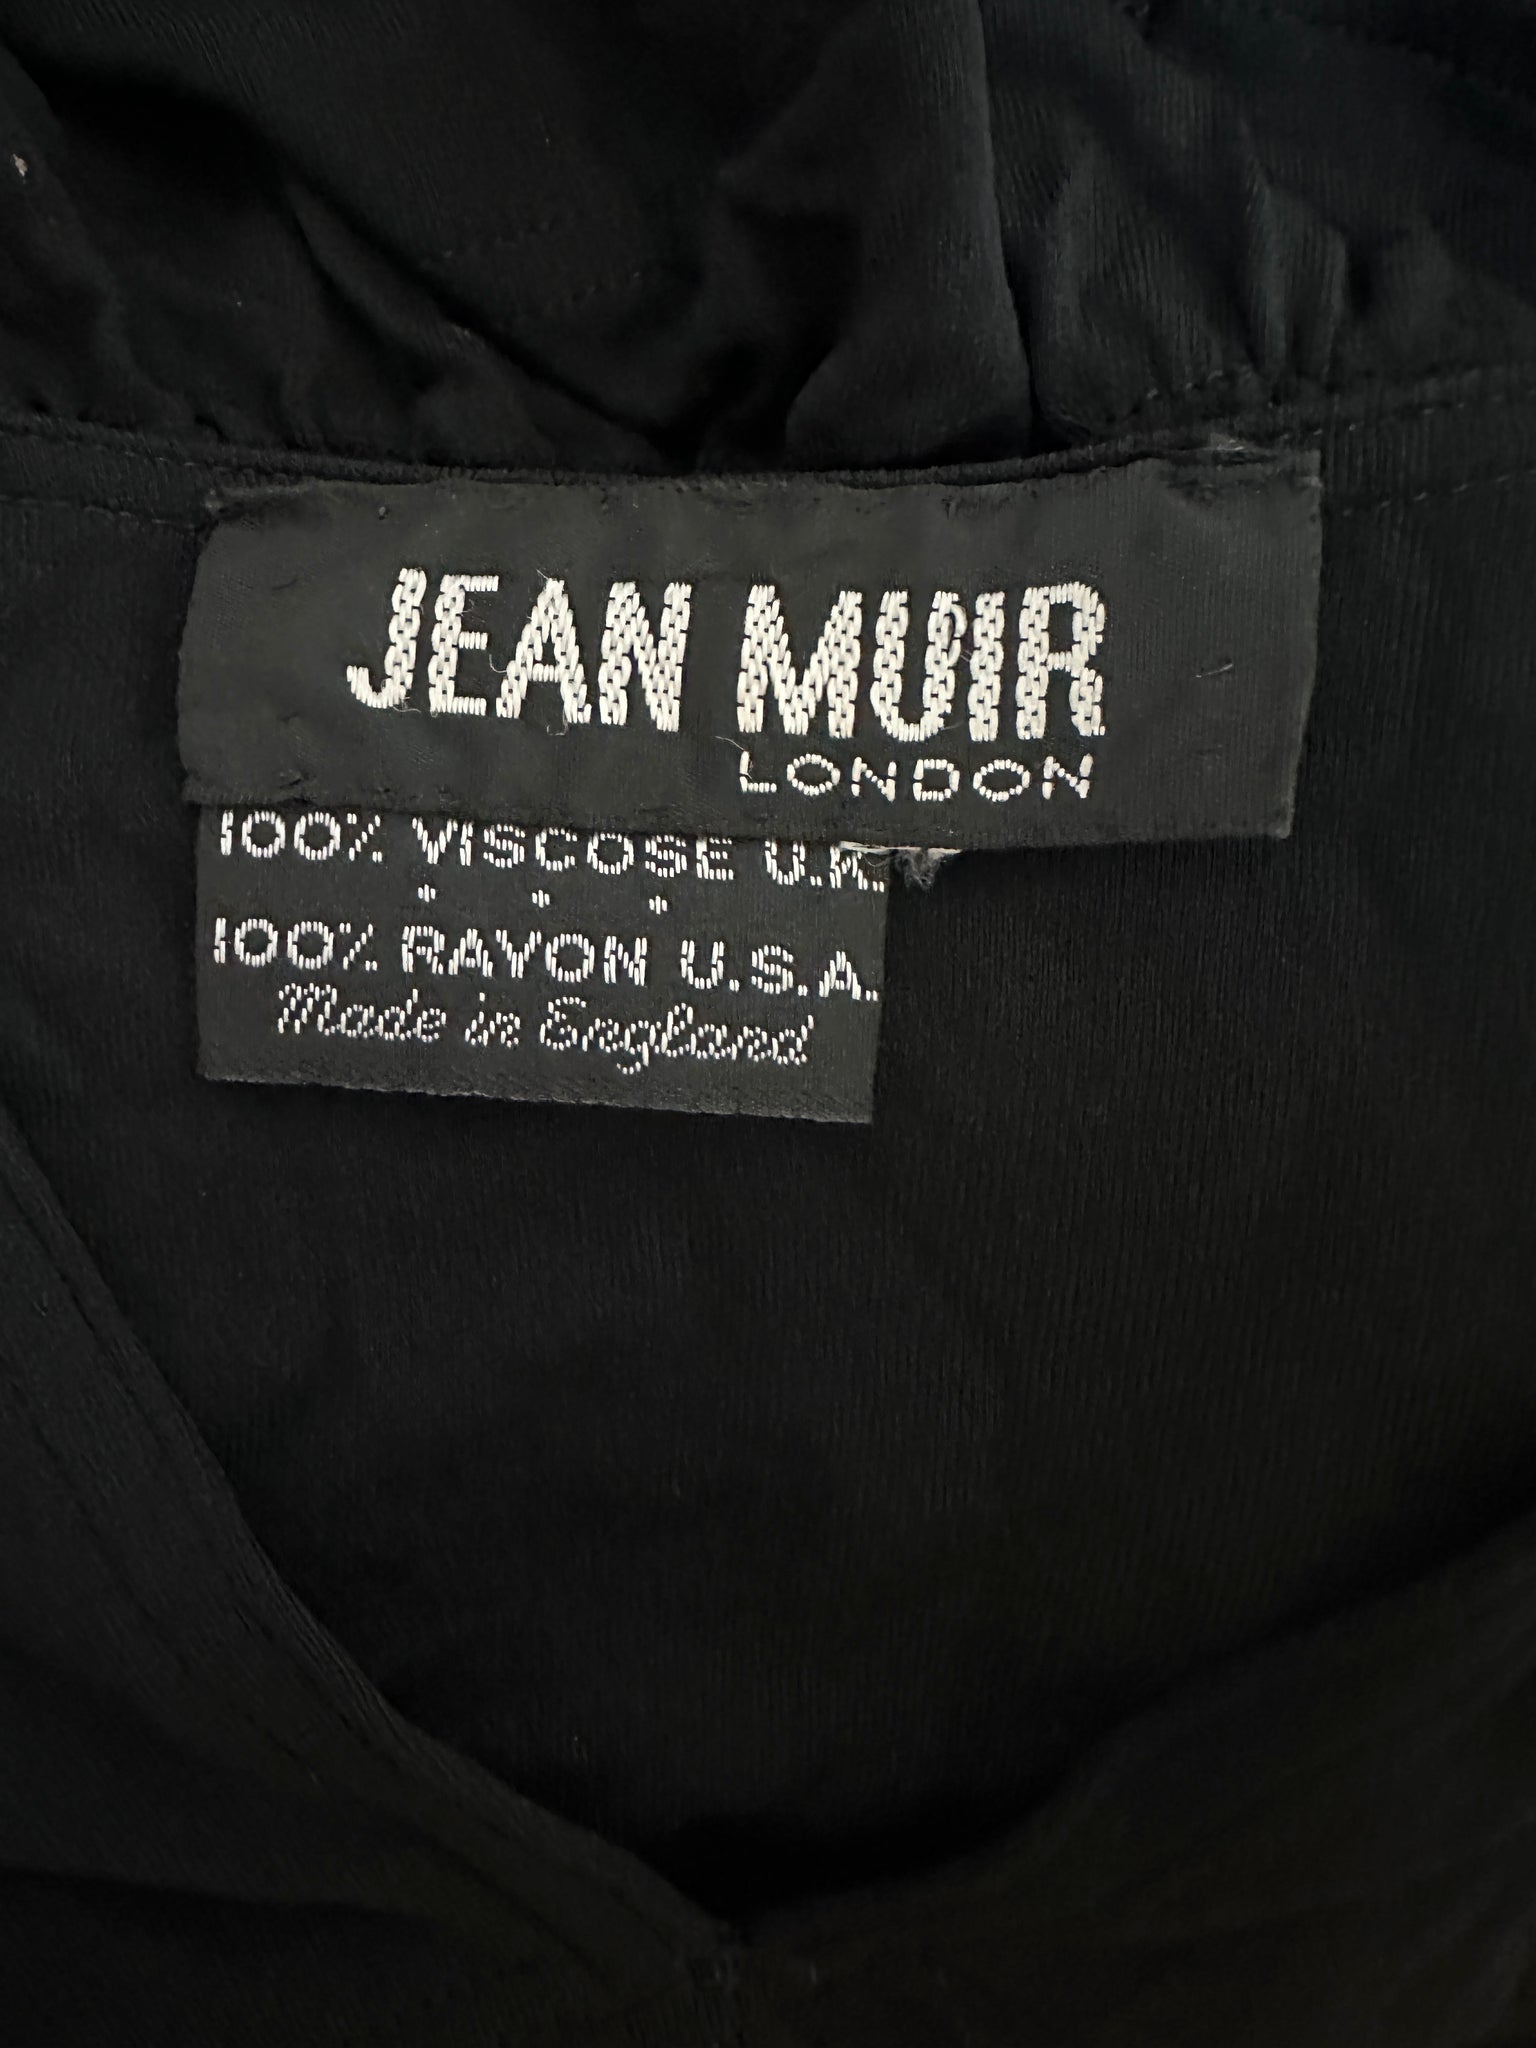 JEAN MUIR
LONDON
100% VISCOSE U.K.
100% RAYON U.S.A.
Made in England